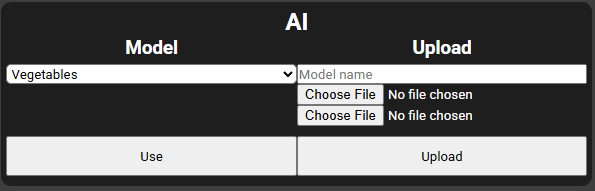 AI
Model Upload
Vegetables Model name
Choose File No file chosen
Choose File No file chosen
Use Upload